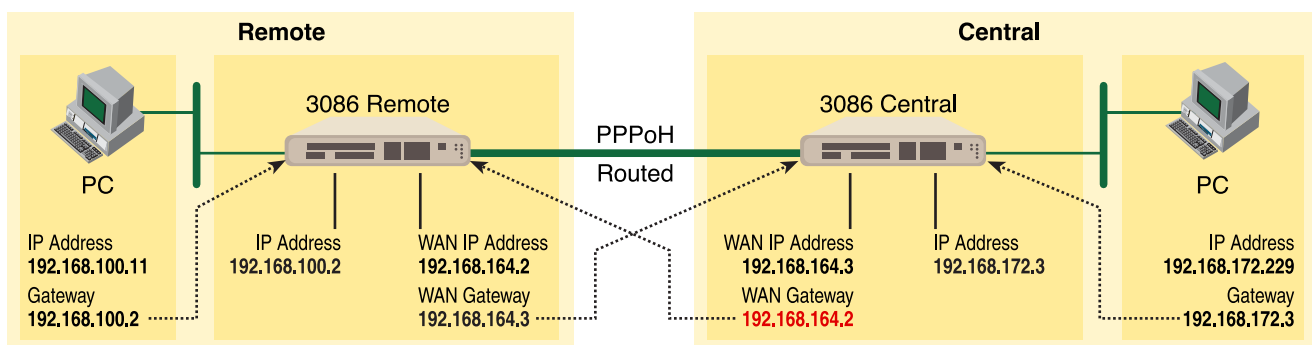 Remote
PC
IP Address
192.168.100.11
Gateway
192.168.100.2
3086 Remote
IP Address
192.168.100.2
WAN IP Address
192.168.164.2
WAN Gateway
192.168.164.3
PPPoH
Routed
Central
3086 Central
WAN IP Address
192.168.164.3
WAN Gateway
192.168.164.2
IP Address
192.168.172.3
PC
IP Address
192.168.172.229
Gateway
192.168.172.3